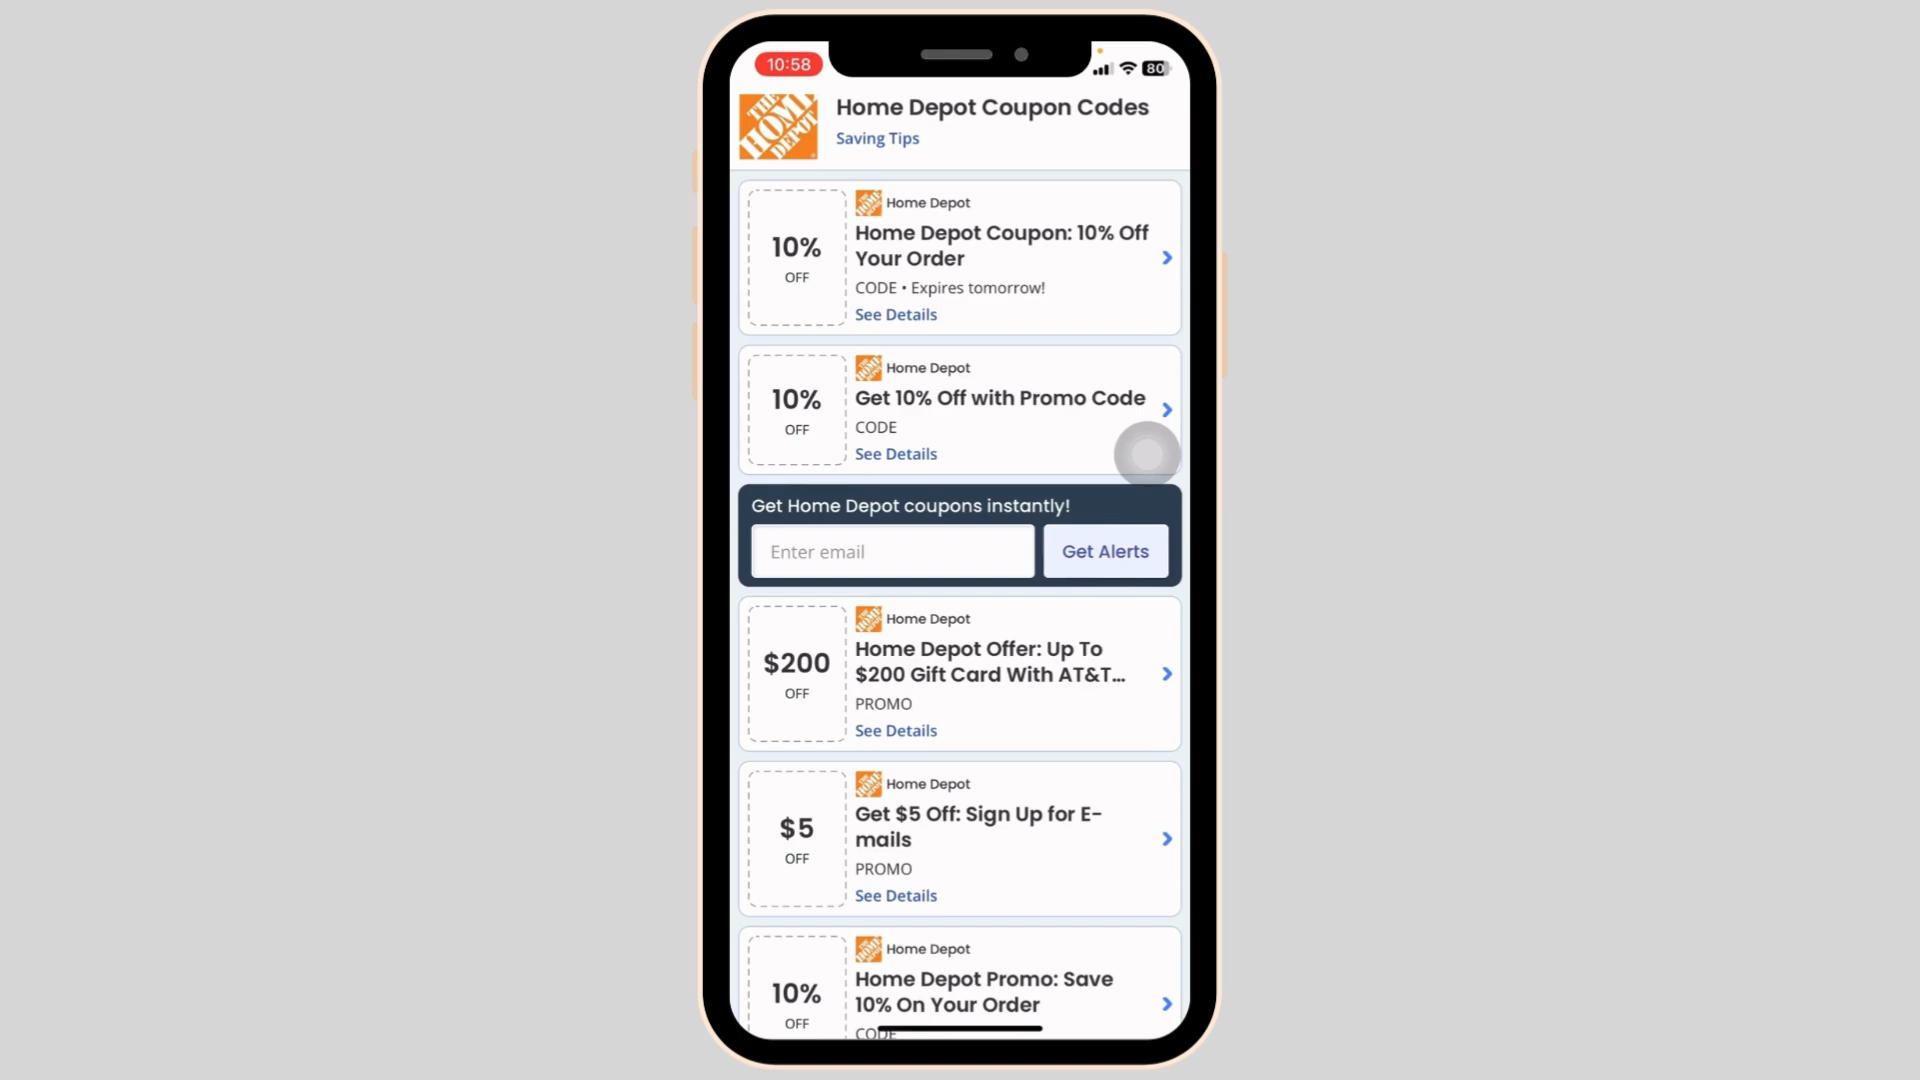 10:58
80
THE HOME DEPOT
Home Depot Coupon Codes
Saving Tips
10%
OFF
Home Depot
Home Depot Coupon: 10% Off
Your Order
CODE • Expires tomorrow!
See Details
10%
OFF
Home Depot
Get 10% Off with Promo Code
CODE
See Details
Get Home Depot coupons instantly!
Enter email
Get Alerts
$200
OFF
Home Depot
Home Depot Offer: Up To
$200 Gift Card With AT&T...
PROMO
See Details
$5
OFF
Home Depot
Get $5 Off: Sign Up for E-
mails
PROMO
See Details
10%
OFF
Home Depot
Home Depot Promo: Save
10% On Your Order
CODE